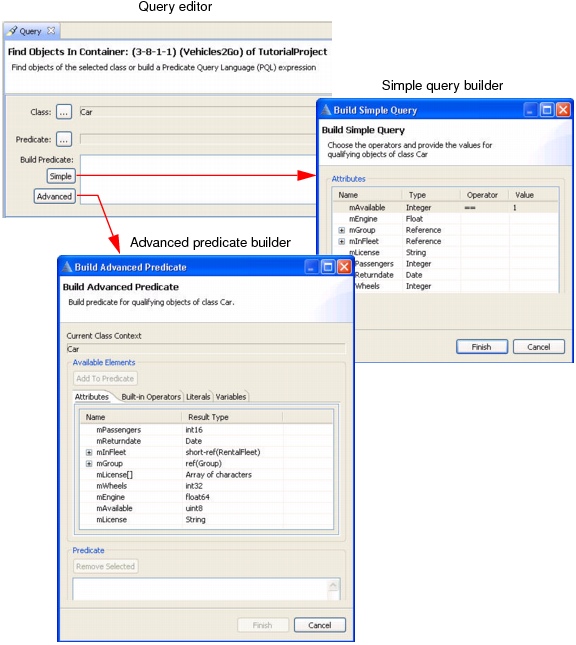 Query editor
Query
Find Objects In Container: (3-8-1-1) (Vehicles2Go) of TutorialProject
Find objects of the selected class or build a Predicate Query Language (PQL) expression
Class: ... Car
Predicate: ...
Build Predicate:
Simple
Advanced
Simple query builder
Build Simple Query
Build Simple Query
Choose the operators and provide the values for
qualifying objects of class Car
Attributes
Name Type Operator Value
mAvailable Integer == 1
mEngine Float
mGroup Reference
mInFleet Reference
mLicense String
Passengers Integer
Returndate Date
Wheels Integer
Finish Cancel
Advanced predicate builder
Build Advanced Predicate
Build Advanced Predicate
Build predicate for qualifying objects of class Car.
Current Class Context
Car
Available Elements
Add To Predicate
Attributes Built-in Operators Literals Variables
Name Result Type
mPassengers int16
mReturndate Date
mInFleet short-ref(RentalFleet)
mGroup ref(Group)
mLicense[] Array of characters
mWheels int32
mEngine float64
mAvailable uint8
mLicense String
Predicate
Remove Selected
Finish Cancel